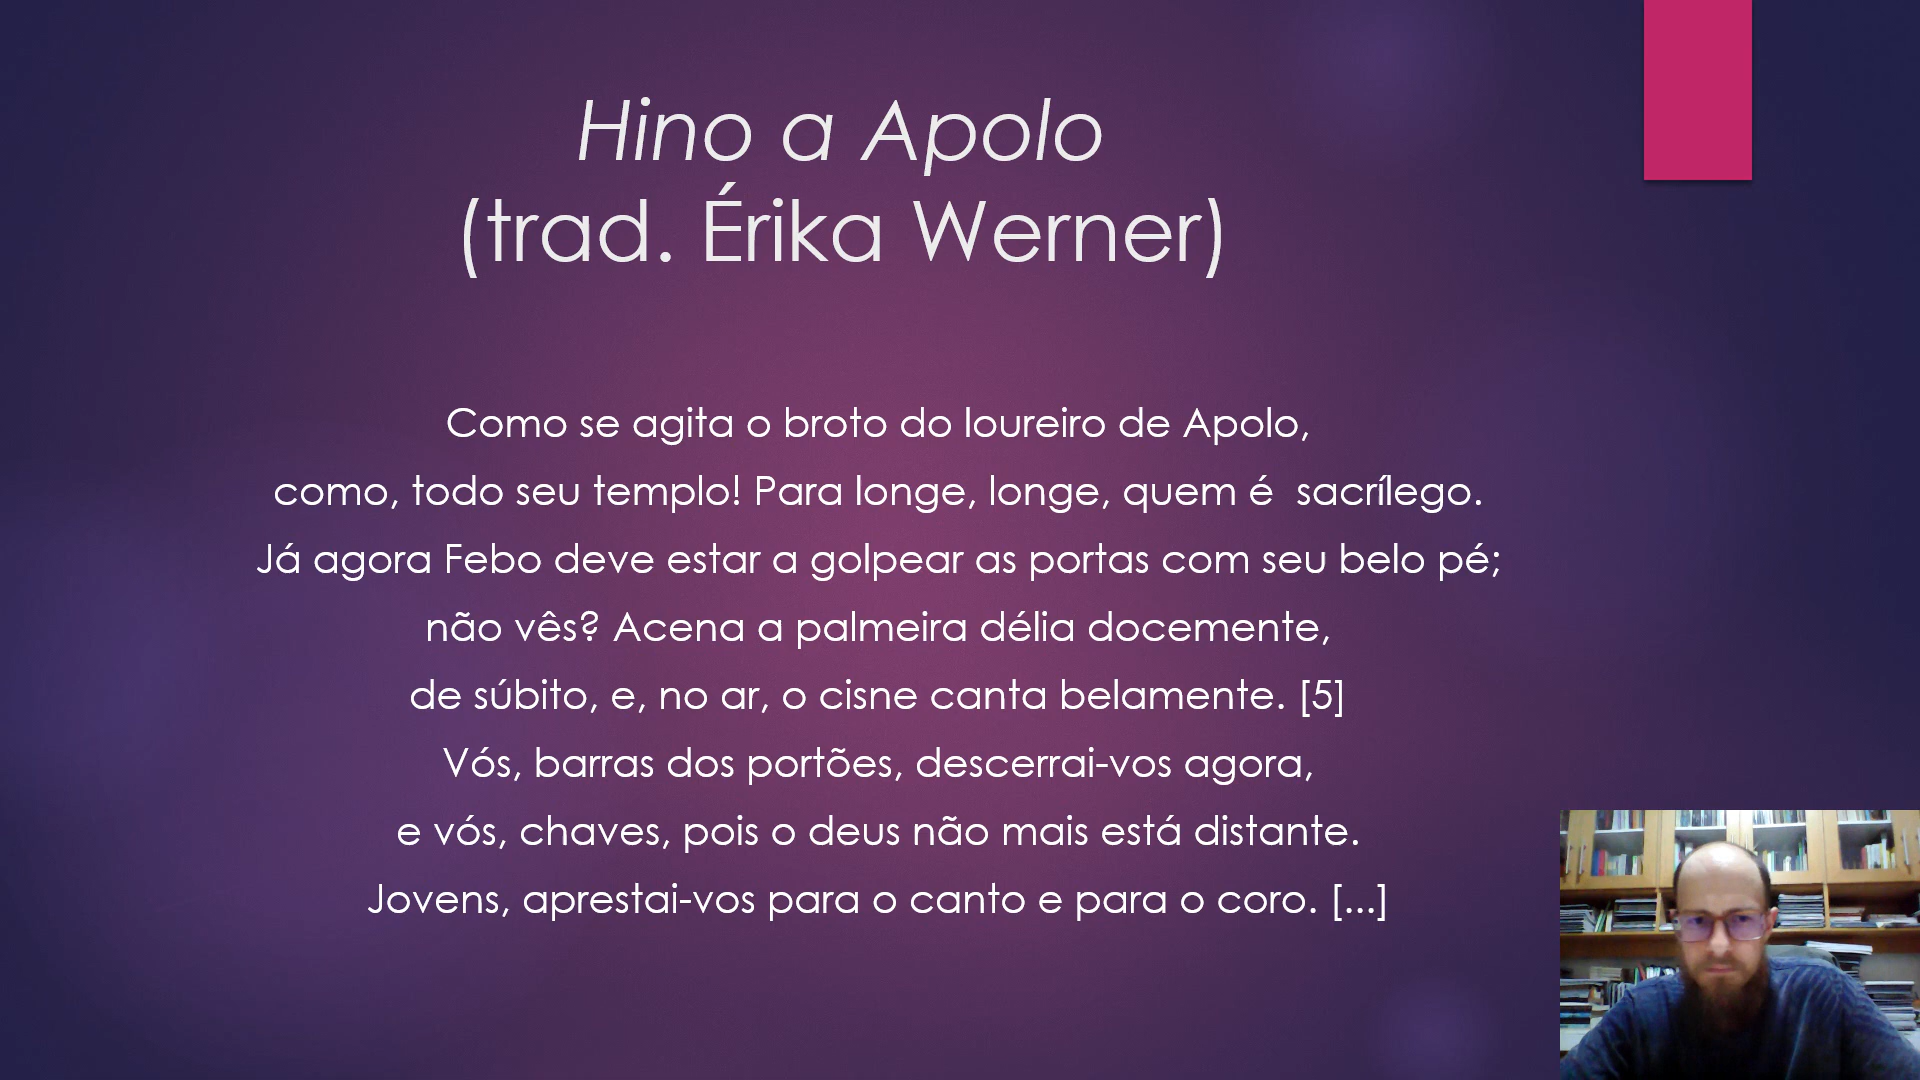 Hino a Apolo
(trad. Érika Werner)
Como se agita o broto do loureiro de Apolo,
como, todo seu templo! Para longe, longe, quem é  sacrílego.
Já agora Febo deve estar a golpear as portas com seu belo pé;
não vês? Acena a palmeira délia docemente,
de súbito, e, no ar, o cisne canta belamente. [5]
Vós, barras dos portões, descerrai-vos agora,
e vós, chaves, pois o deus não mais está distante.
Jovens, aprestai-vos para o canto e para o coro. [...]